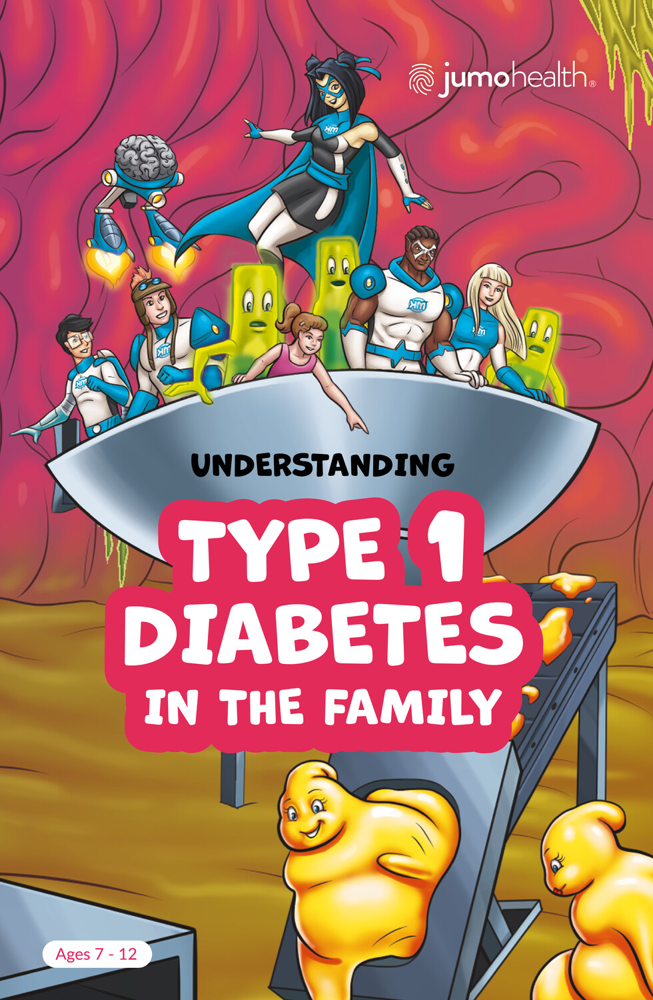 jumohealth®
UNDERSTANDING
TYPE 1
DIABETES
IN THE FAMILY
Ages 7 - 12